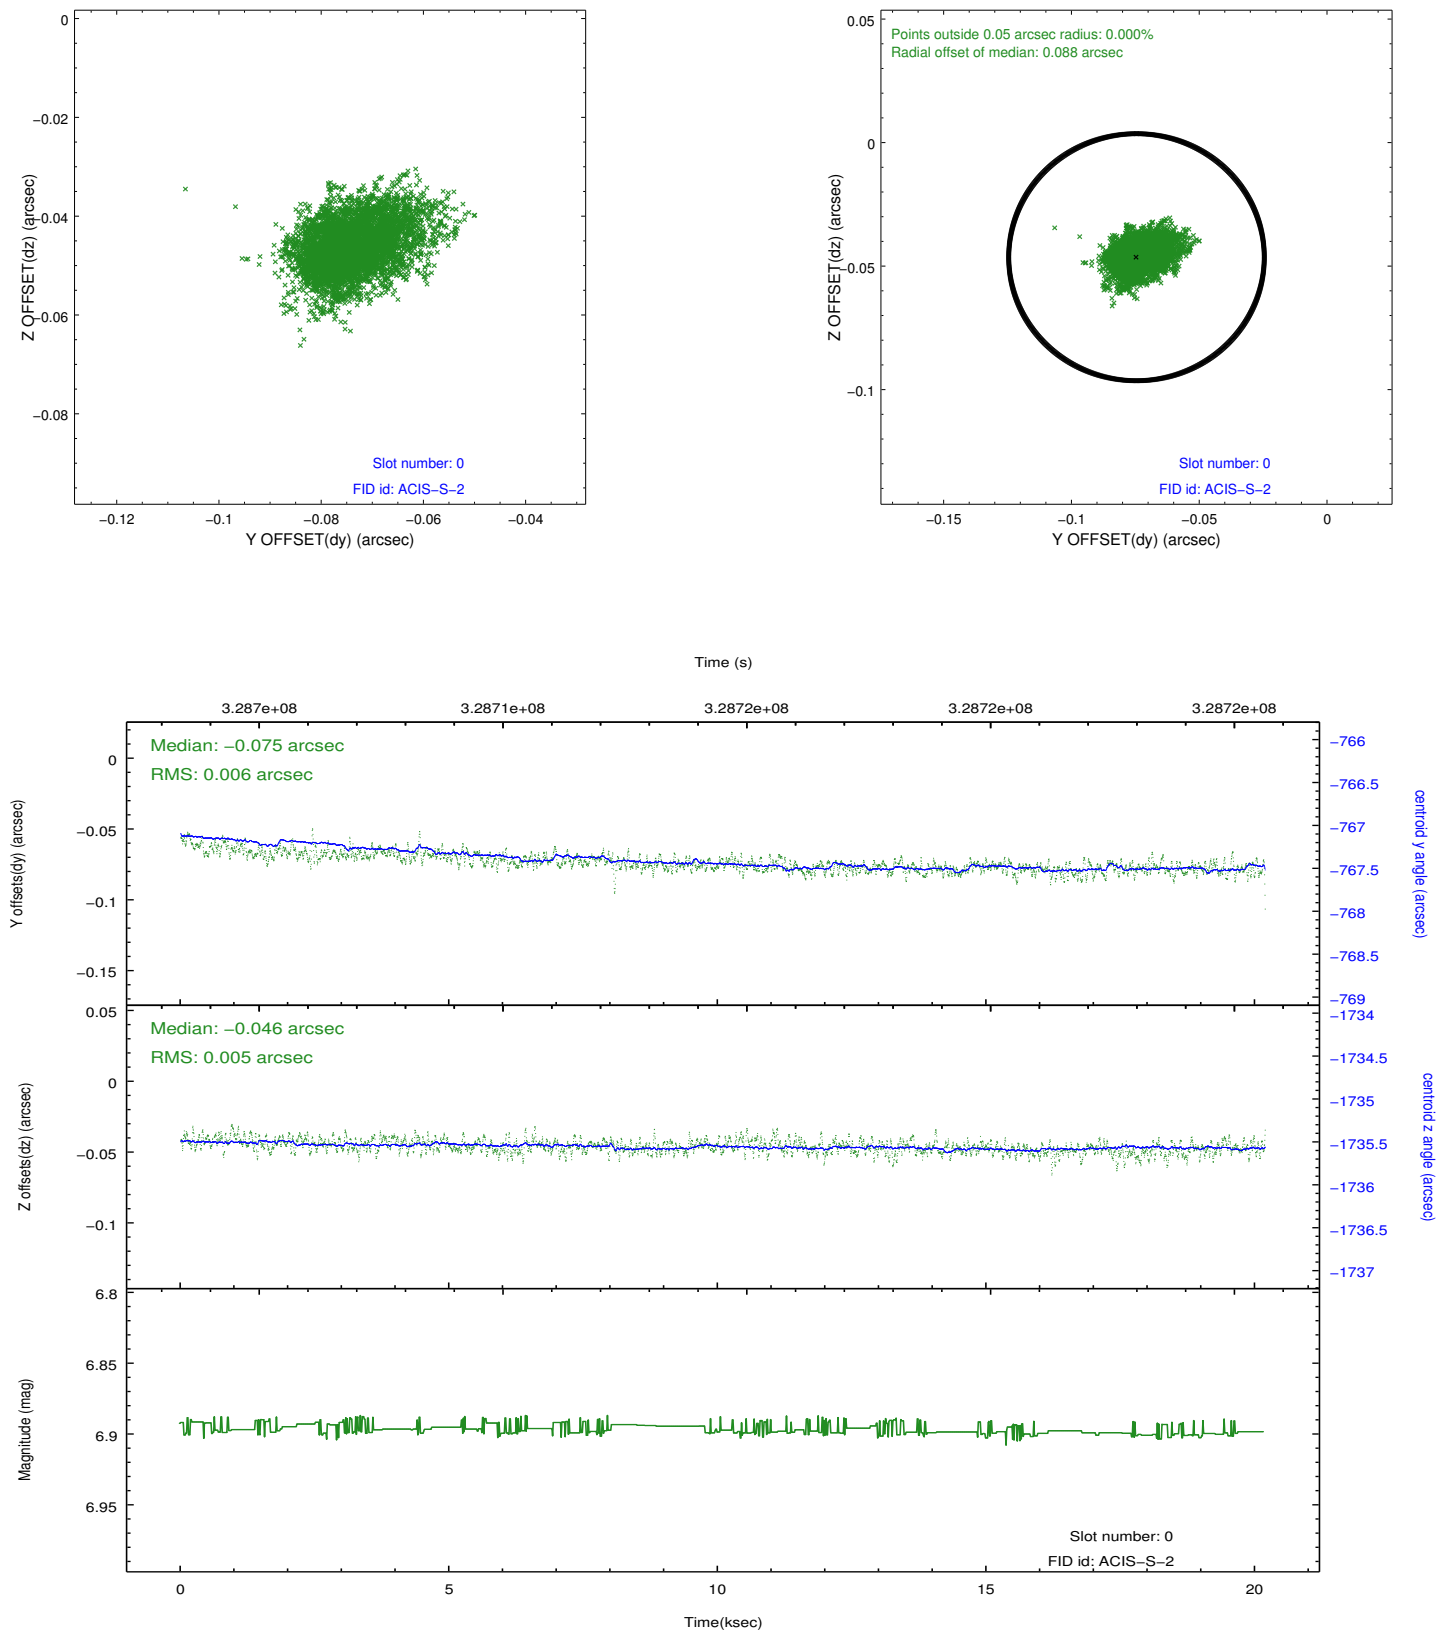 0
−0.02
−0.04
−0.06
−0.08
Z OFFSET(dz) (arcsec)
Slot number: 0
FID id: ACIS−S−2
−0.12
−0.1
−0.08
−0.06
−0.04
Y OFFSET(dy) (arcsec)
Points outside 0.05 arcsec radius: 0.000%
Radial offset of median: 0.088 arcsec
0.05
0
−0.05
−0.1
Z OFFSET(dz) (arcsec)
Slot number: 0
FID id: ACIS−S−2
−0.15
−0.1
−0.05
0
Y OFFSET(dy) (arcsec)
Time (s)
3.287e+08
3.2871e+08
3.2872e+08
3.2872e+08
3.2872e+08
Median: −0.075 arcsec
RMS: 0.006 arcsec
0
−0.05
−0.1
−0.15
Y offsets(dy) (arcsec)
−766
−766.5
−767
−767.5
−768
−768.5
−769
centroid y angle (arcsec)
Median: −0.046 arcsec
RMS: 0.005 arcsec
0.05
0
−0.05
−0.1
Z offsets(dz) (arcsec)
−1734
−1734.5
−1735
−1735.5
−1736
−1736.5
−1737
centroid z angle (arcsec)
6.8
6.85
6.9
6.95
Magnitude (mag)
Slot number: 0
FID id: ACIS−S−2
0
5
10
15
20
Time(ksec)